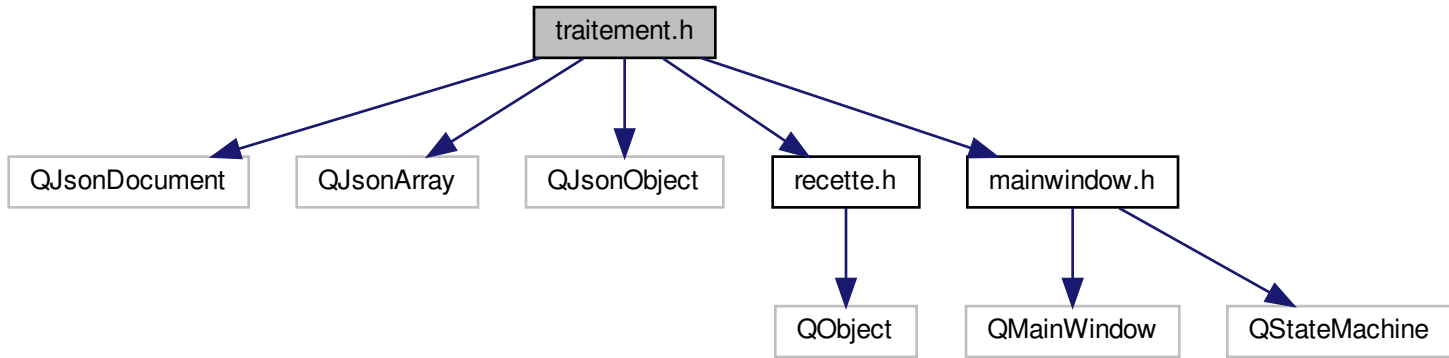 traitement.h
QJsonDocument
QJsonArray
QJsonObject
recette.h
mainwindow.h
QObject
QMainWindow
QStateMachine